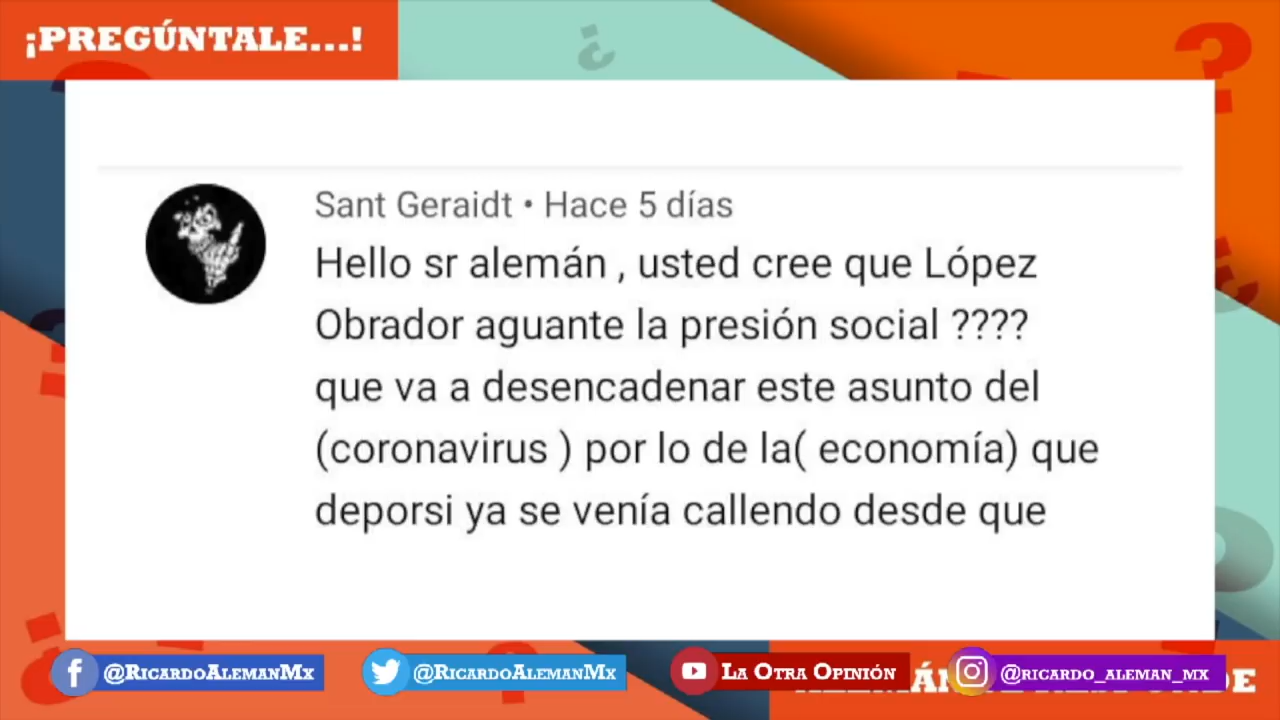 ¡PREGÚNTALE...!
Sant Geraidt • Hace 5 días
Hello sr alemán , usted cree que López
Obrador aguante la presión social ????
que va a desencadenar este asunto del
(coronavirus ) por lo de la( economía) que
deporsi ya se venía callendo desde que
@RicardoAlemanMx
@RicardoAlemanMx
La Otra Opinión
@ricardo_aleman_mx